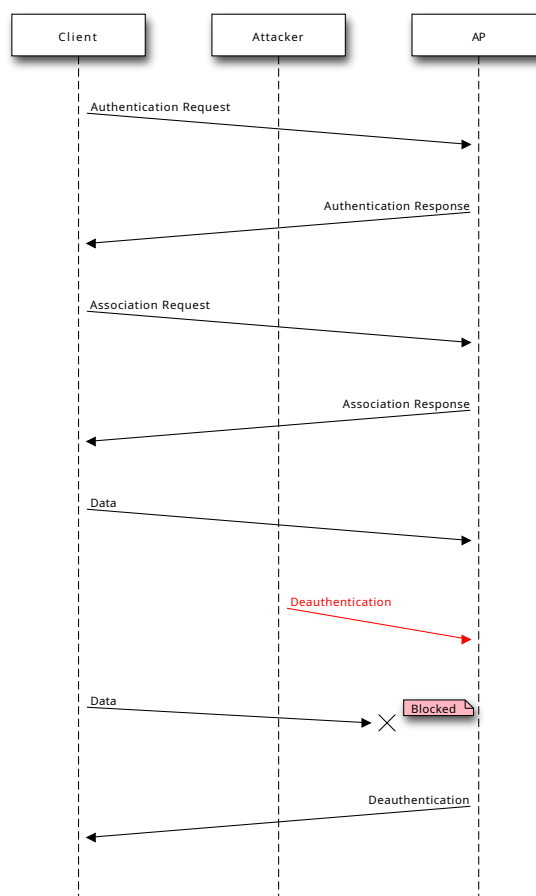 Client
Attacker
AP
Authentication Request
Authentication Response
Association Request
Association Response
Data
Deauthentication
Data
Blocked
Deauthentication